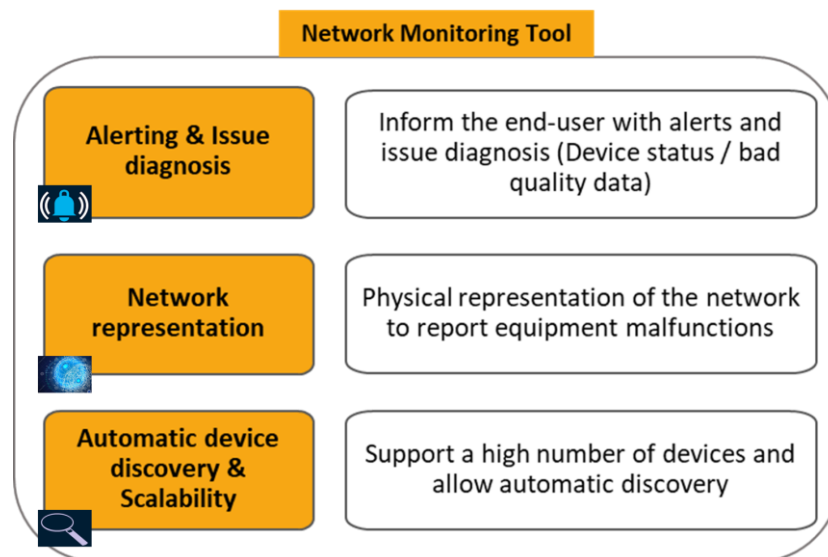 Network Monitoring Tool
Alerting & Issue
diagnosis
Inform the end-user with alerts and
issue diagnosis (Device status / bad
quality data)
Network
representation
Physical representation of the network
to report equipment malfunctions
Automatic device
discovery &
Scalability
Support a high number of devices and
allow automatic discovery